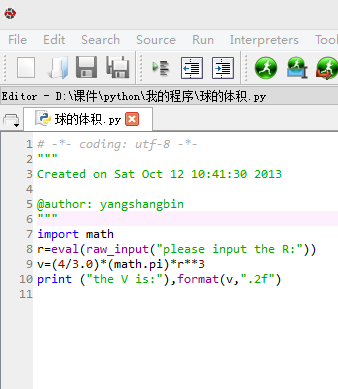 File Edit Search Source Run Interpreters Tool
Editor - D:\课件\python\我的程序\球的体积.py
球的体积.py
1 # -*- coding: utf-8 -*-
2 """
3 Created on Sat Oct 12 10:41:30 2013
4
5 @author: yangshangbin
6 """
7 import math
8 r=eval(raw_input("please input the R:"))
9 v=(4/3.0)*(math.pi)*r**3
10 print ("the V is:"),format(v,".2f")
11